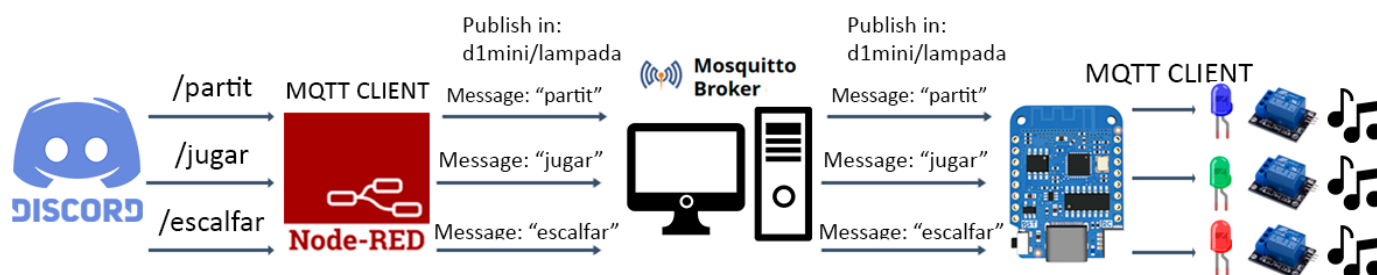 Publish in:
d1mini/lampada
Publish in:
d1mini/lampada
/partit
MQTT CLIENT
Message: “partit”
Mosquitto
Broker
Message: “partit”
MQTT CLIENT
/jugar
Message: “jugar”
Message: “jugar”
DISCORD
/escalfar
Node-RED
Message: “escalfar”
Message: “escalfar”